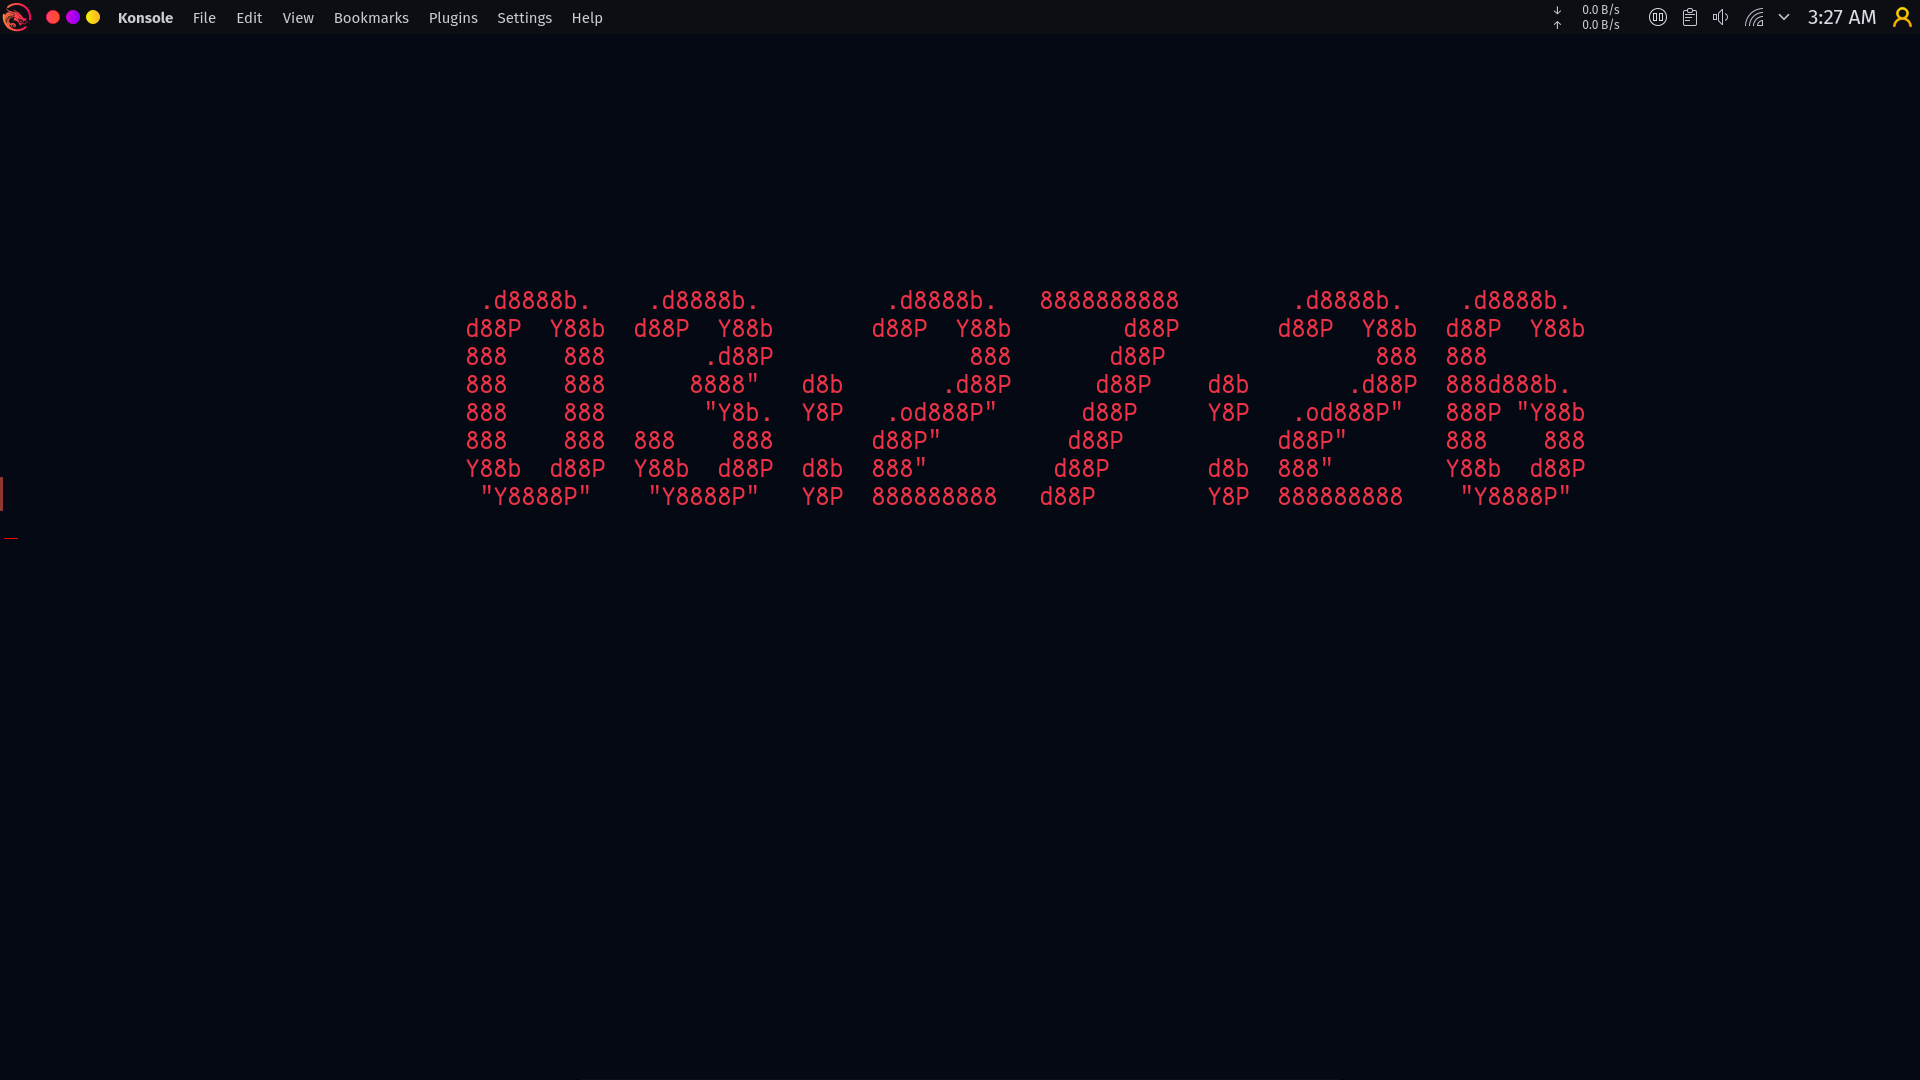 Konsole File Edit View Bookmarks Plugins Settings Help ↓ 0.0 B/s ↑ 0.0 B/s 3:27 AM
 .d8888b.    .d8888b.         .d8888b.   8888888888        .d8888b.    .d8888b.
d88P  Y88b  d88P  Y88b       d88P  Y88b        d88P       d88P  Y88b  d88P  Y88b
888    888       .d88P              888       d88P               888  888
888    888      8888"   d8b       .d88P      d88P    d8b       .d88P  888d888b.
888    888       "Y8b.  Y8P   .od888P"      d88P     Y8P   .od888P"   888P "Y88b
888    888  888    888       d88P"         d88P           d88P"       888    888
Y88b  d88P  Y88b  d88P  d8b  888"         d88P       d8b  888"        Y88b  d88P
 "Y8888P"    "Y8888P"   Y8P  888888888   d88P        Y8P  888888888    "Y8888P"